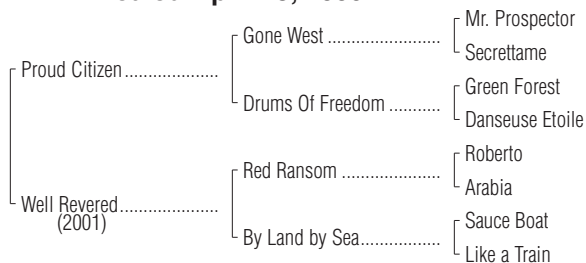 Mr. Prospector
Gone West
Secrettame
Proud Citizen
Green Forest
Drums Of Freedom
Danseuse Etoile
Roberto
Red Ransom
Arabia
Well Revered
(2001)
Sauce Boat
By Land by Sea
Like a Train